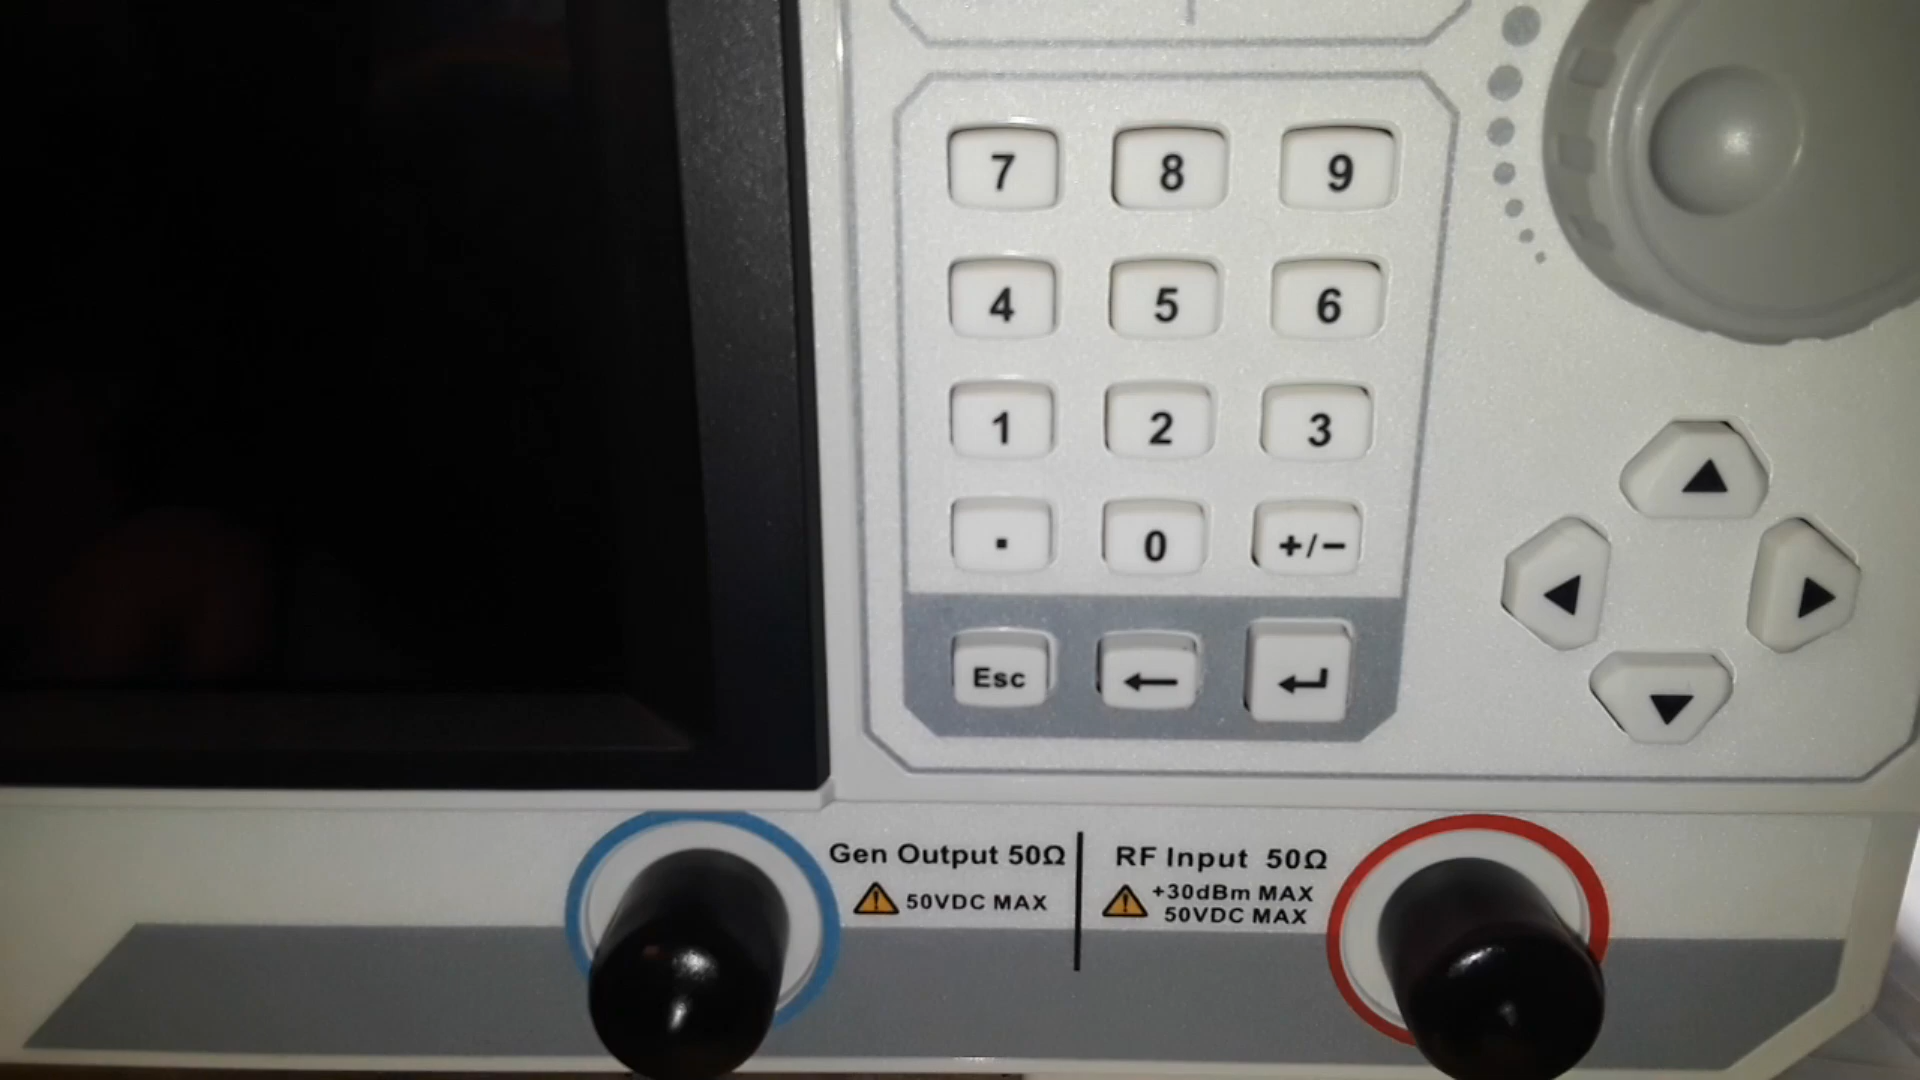 7 8 9
4 5 6
1 2 3
. 0 +/−
Esc ← ↵
▲
◀ ▶
▼
Gen Output 50Ω
50VDC MAX
RF Input 50Ω
+30dBm MAX
50VDC MAX